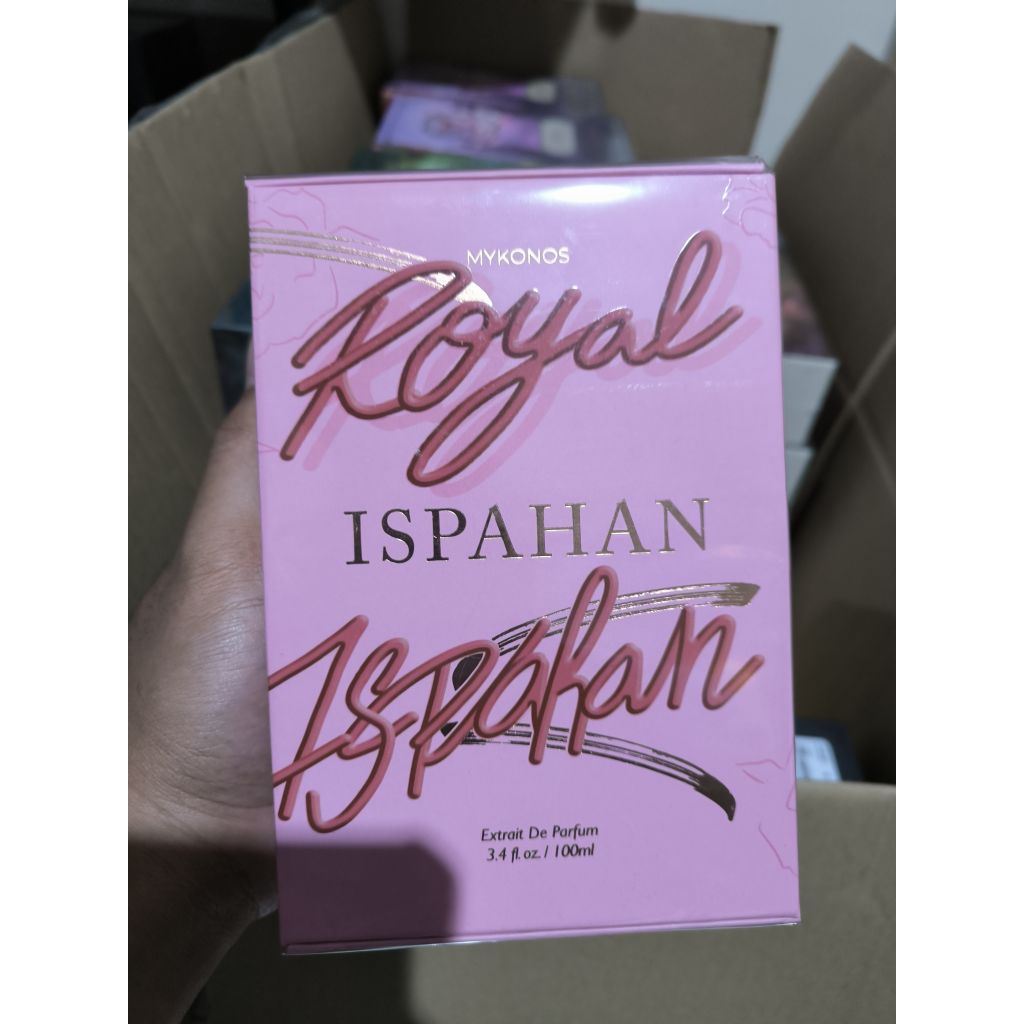 MYKONOS
Royal
ISPAHAN
Ispahan
Extrait De Parfum
3.4 fl. oz. / 100ml